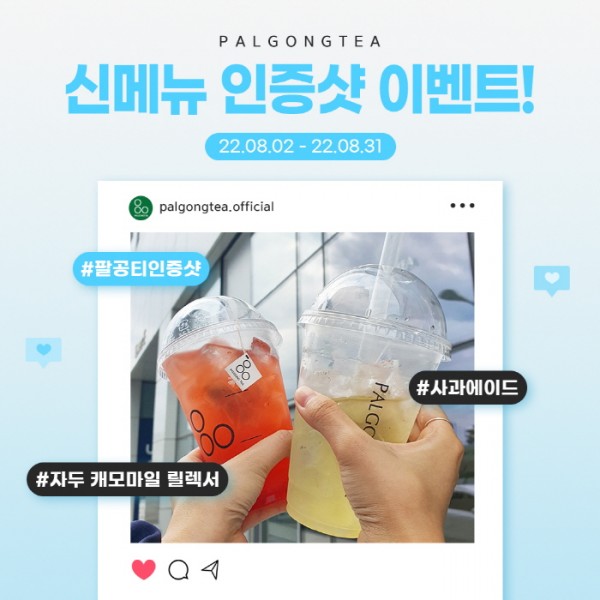 PALGONGTEA
신메뉴 인증샷 이벤트!
22.08.02 - 22.08.31
palgongtea.official
#팔공티인증샷
#사과에이드
PALGO
#자두 캐모마일 릴렉서